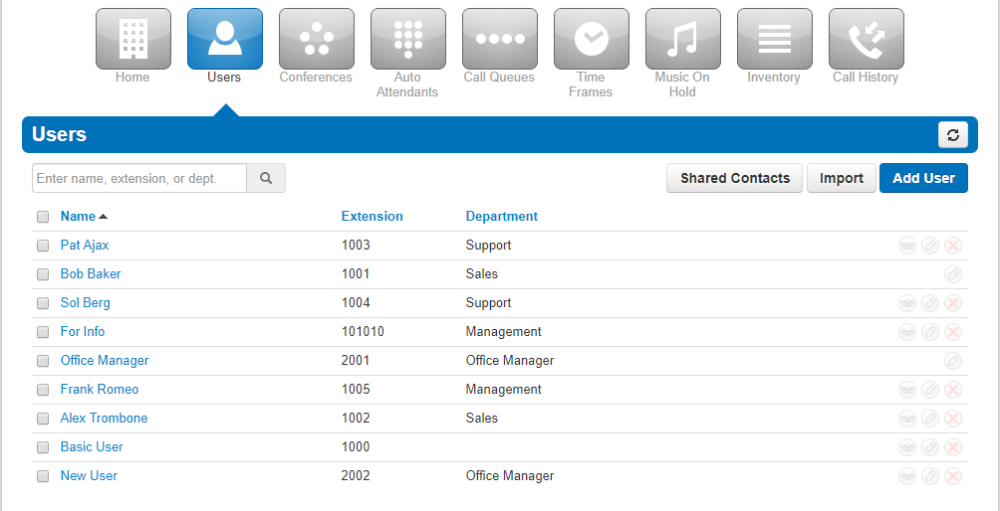 Home
Users
Conferences
Auto
Attendants
Call Queues
Time
Frames
Music On
Hold
Inventory
Call History
Users
Enter name, extension, or dept.
Shared Contacts
Import
Add User
Name Extension Department
Pat Ajax 1003 Support
Bob Baker 1001 Sales
Sol Berg 1004 Support
For Info 101010 Management
Office Manager 2001 Office Manager
Frank Romeo 1005 Management
Alex Trombone 1002 Sales
Basic User 1000
New User 2002 Office Manager